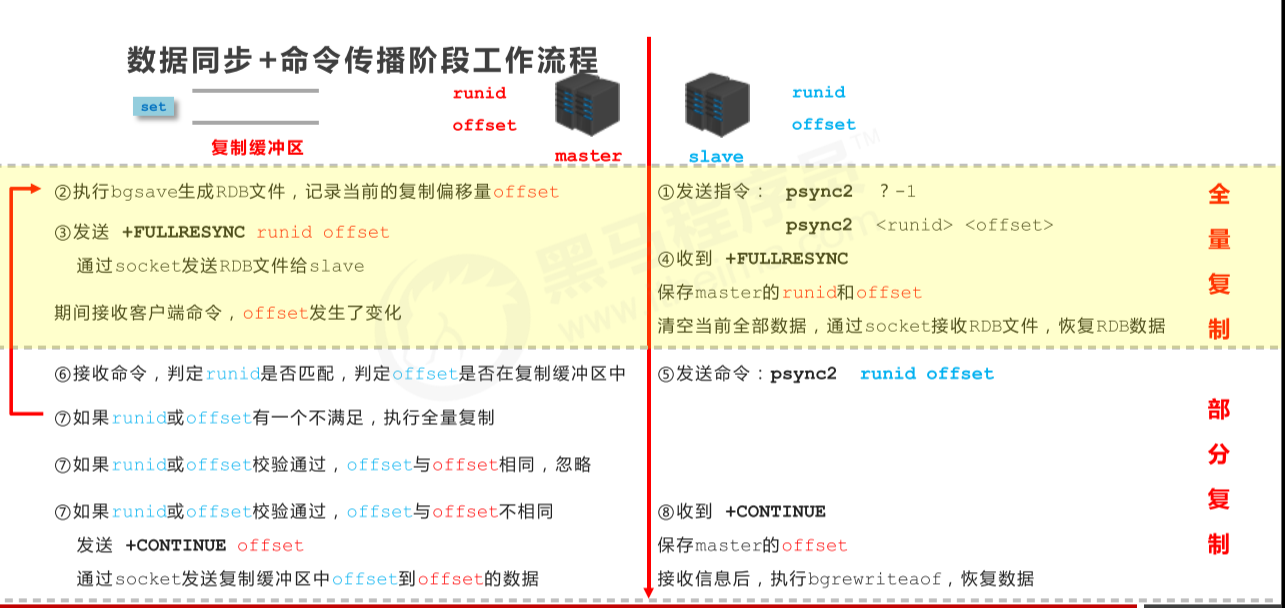 数据同步+命令传播阶段工作流程
set
复制缓冲区
runid
offset
master
runid
offset
slave
②执行bgsave生成RDB文件，记录当前的复制偏移量offset
③发送 +FULLRESYNC runid offset
通过socket发送RDB文件给slave
期间接收客户端命令，offset发生了变化
①发送指令： psync2 ? -1
psync2 <runid> <offset>
④收到 +FULLRESYNC
保存master的runid和offset
清空当前全部数据，通过socket接收RDB文件，恢复RDB数据
全量复制
⑥接收命令，判定runid是否匹配，判定offset是否在复制缓冲区中
⑦如果runid或offset有一个不满足，执行全量复制
⑦如果runid或offset校验通过，offset与offset相同，忽略
⑦如果runid或offset校验通过，offset与offset不相同
发送 +CONTINUE offset
通过socket发送复制缓冲区中offset到offset的数据
⑤发送命令：psync2 runid offset
⑧收到 +CONTINUE
保存master的offset
接收信息后，执行bgrewriteaof，恢复数据
部分复制
黑马程序员™